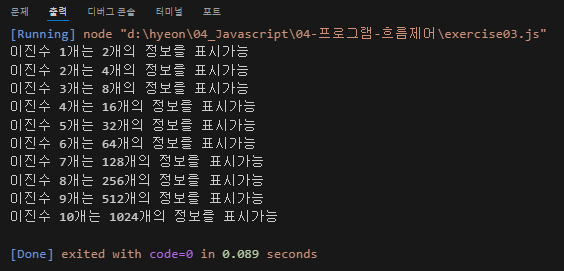 문제 출력 디버그 콘솔 터미널 포트
[Running] node "d:\hyeon\04_Javascript\04-프로그램-흐름제어\exercise03.js"
이진수 1개는 2개의 정보를 표시가능
이진수 2개는 4개의 정보를 표시가능
이진수 3개는 8개의 정보를 표시가능
이진수 4개는 16개의 정보를 표시가능
이진수 5개는 32개의 정보를 표시가능
이진수 6개는 64개의 정보를 표시가능
이진수 7개는 128개의 정보를 표시가능
이진수 8개는 256개의 정보를 표시가능
이진수 9개는 512개의 정보를 표시가능
이진수 10개는 1024개의 정보를 표시가능
[Done] exited with code=0 in 0.089 seconds